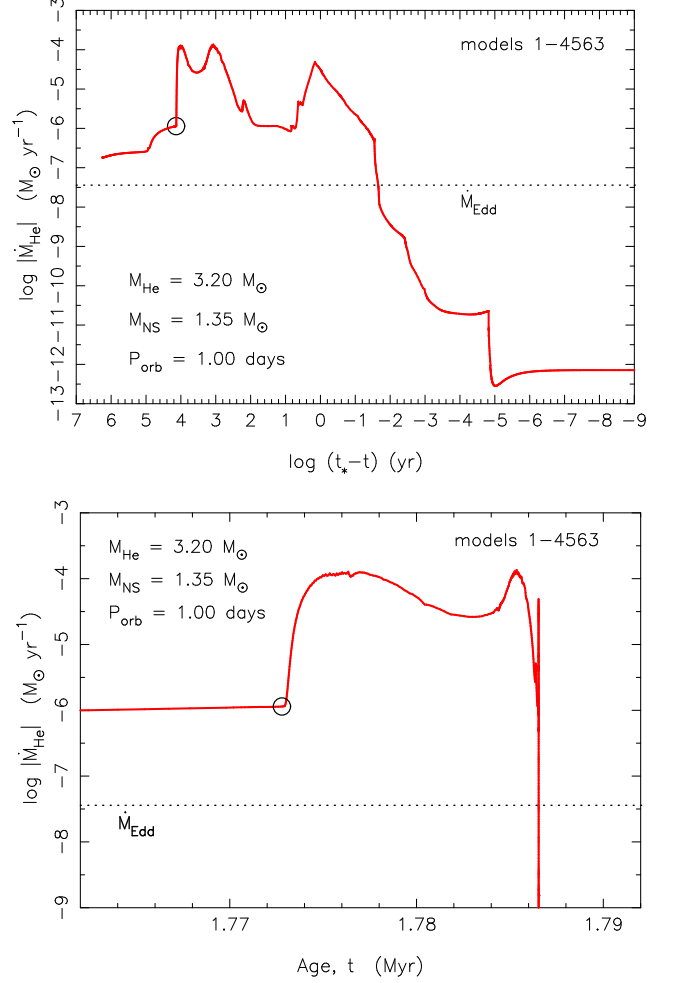 -3
-4
-5
-6
-7
-8
-9
-10
-11
-12
-13
log |Ṁ_He| (M_⊙ yr^−1)
models 1−4563
Ṁ_Edd
M_He = 3.20 M_⊙
M_NS = 1.35 M_⊙
P_orb = 1.00 days
7 6 5 4 3 2 1 0 −1 −2 −3 −4 −5 −6 −7 −8 −9
log (t_*−t) (yr)
-3
-4
-5
-6
-7
-8
-9
log |Ṁ_He| (M_⊙ yr^−1)
M_He = 3.20 M_⊙
models 1−4563
M_NS = 1.35 M_⊙
P_orb = 1.00 days
Ṁ_Edd
1.77 1.78 1.79
Age, t (Myr)